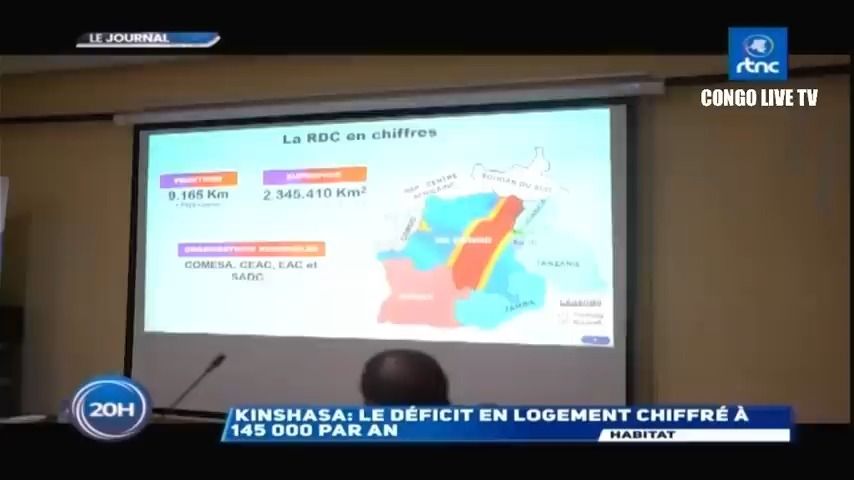 LE JOURNAL
rtnc
CONGO LIVE TV
La RDC en chiffres
9.165 Km
2.345.410 Km²
COMESA, CEAC, EAC et
SADC
SOUDAN DU SUD
TANZANIE
ZAMBIE
20H
KINSHASA: LE DÉFICIT EN LOGEMENT CHIFFRÉ À
145 000 PAR AN
HABITAT